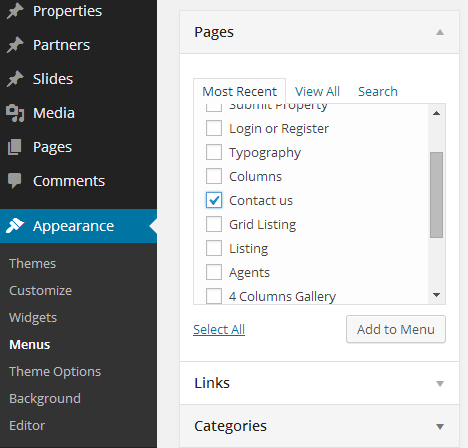 Properties
Partners
Slides
Media
Pages
Comments
Appearance
Themes
Customize
Widgets
Menus
Theme Options
Background
Editor
Pages
Most Recent View All Search
Submit Property
Login or Register
Typography
Columns
Contact us
Grid Listing
Listing
Agents
4 Columns Gallery
Select All Add to Menu
Links
Categories